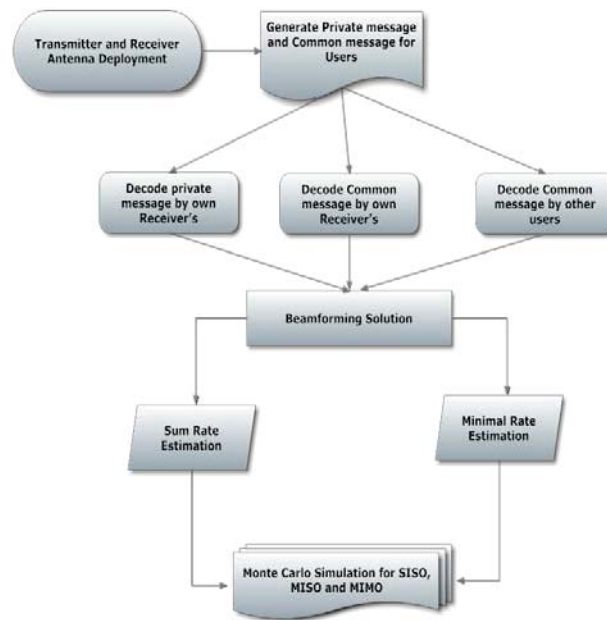 Transmitter and Receiver
Antenna Deployment
Generate Private message
and Common message for
Users
Decode private
message by own
Receiver's
Decode Common
message by own
Receiver's
Decode Common
message by other
users
Beamforming Solution
Sum Rate
Estimation
Minimal Rate
Estimation
Monte Carlo Simulation for SISO,
MISO and MIMO